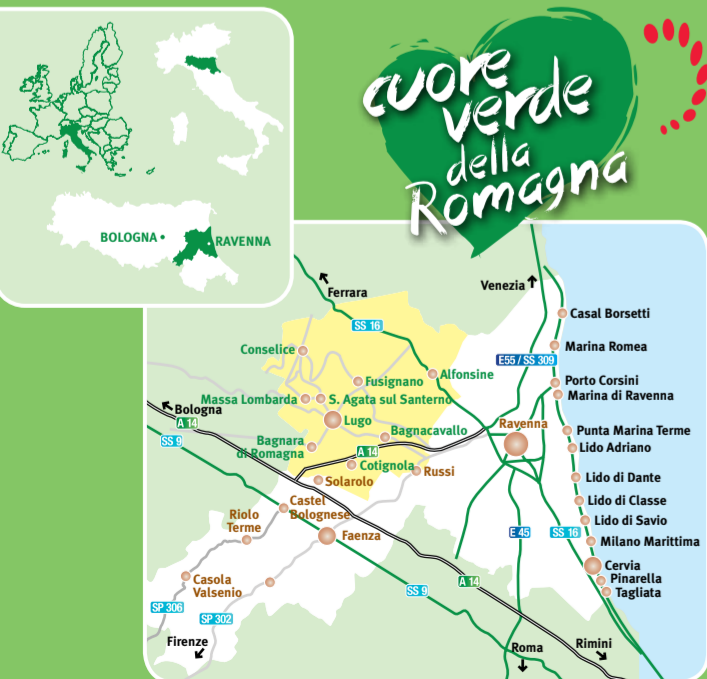 cuore
verde
della
Romagna
BOLOGNA
RAVENNA
Venezia
Ferrara
Casal Borsetti
SS 16
Marina Romea
Conselice
E55 / SS 309
Alfonsine
Fusignano
Porto Corsini
Marina di Ravenna
Massa Lombarda
S. Agata sul Santerno
Bologna
A 14
Lugo
Ravenna
Punta Marina Terme
SS 9
Bagnacavallo
Bagnara
di Romagna
Lido Adriano
A 14
Cotignola
Russi
Solarolo
Lido di Dante
Castel
Bolognese
Lido di Classe
Riolo
Terme
Lido di Savio
Faenza
E 45
SS 16
Milano Marittima
Cervia
Casola
Valsenio
A 14
Pinarella
SS 9
Tagliata
SP 306
SP 302
Firenze
Roma
Rimini